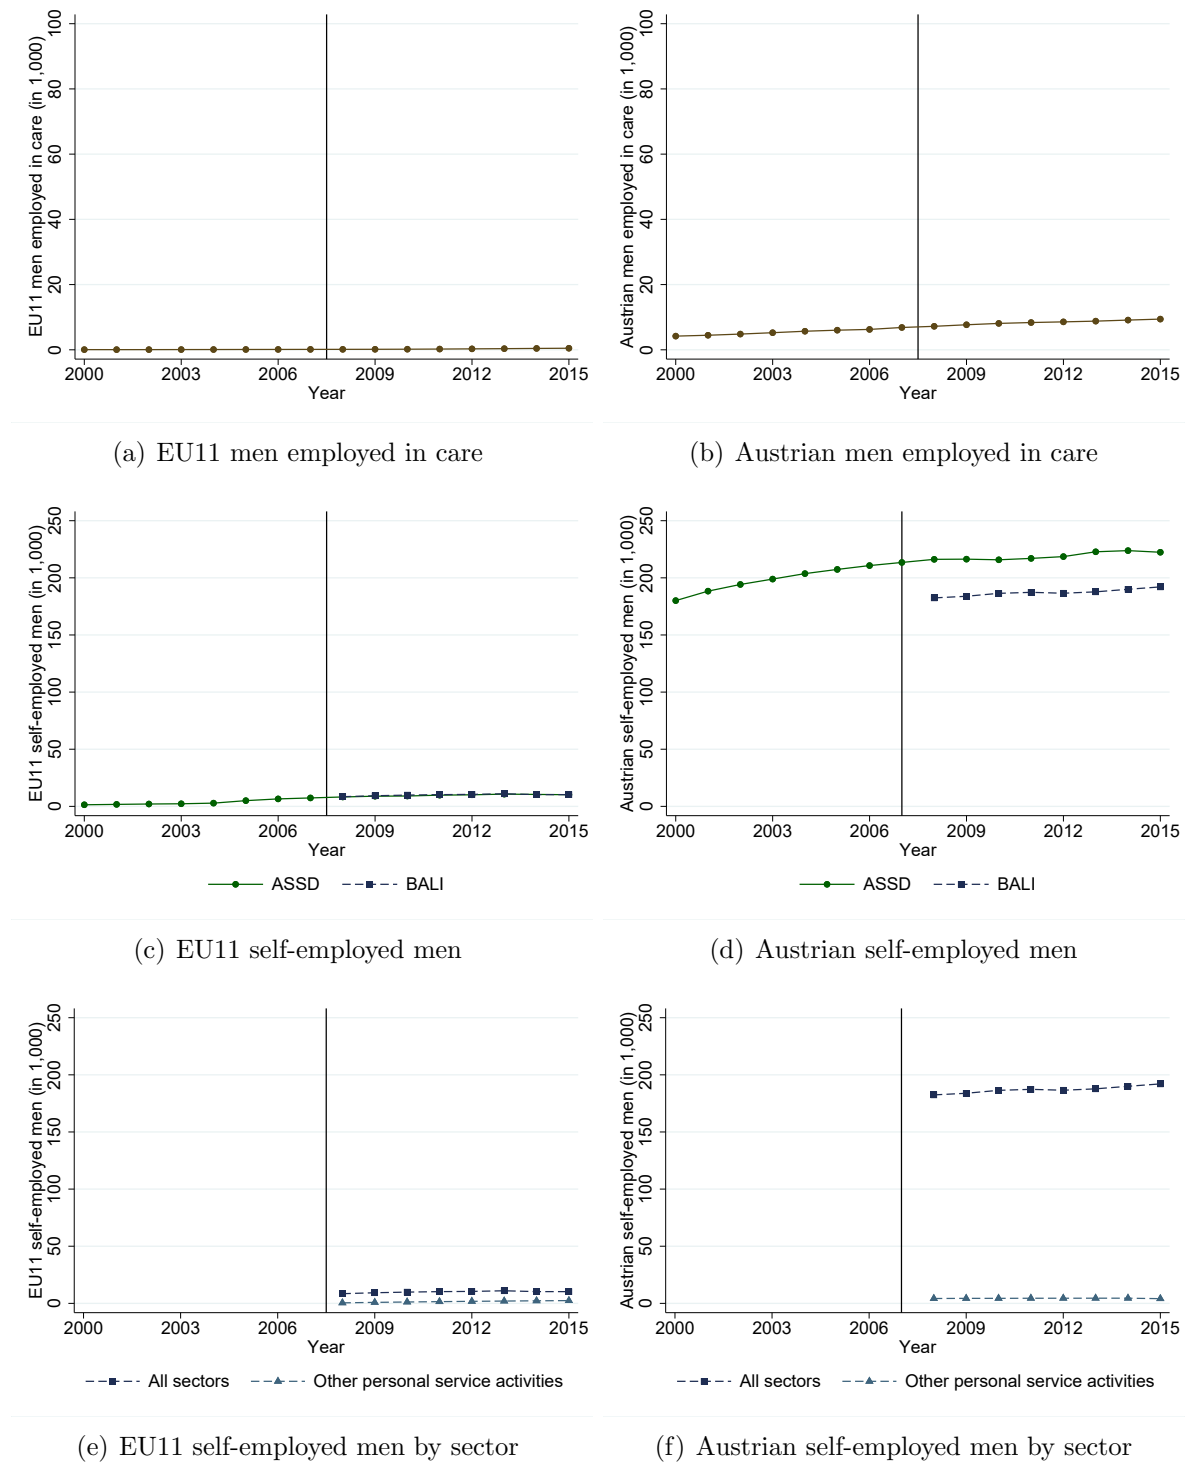 EU11 men employed in care (in 1,000)
100
80
60
40
20
0
2000 2003 2006 2009 2012 2015
Year
(a) EU11 men employed in care
Austrian men employed in care (in 1,000)
100
80
60
40
20
0
2000 2003 2006 2009 2012 2015
Year
(b) Austrian men employed in care
EU11 self-employed men (in 1,000)
250
200
150
100
50
0
2000 2003 2006 2009 2012 2015
Year
ASSD BALI
(c) EU11 self-employed men
Austrian self-employed men (in 1,000)
250
200
150
100
50
0
2000 2003 2006 2009 2012 2015
Year
ASSD BALI
(d) Austrian self-employed men
EU11 self-employed men (in 1,000)
250
200
150
100
50
0
2000 2003 2006 2009 2012 2015
Year
All sectors Other personal service activities
(e) EU11 self-employed men by sector
Austrian self-employed men (in 1,000)
250
200
150
100
50
0
2000 2003 2006 2009 2012 2015
Year
All sectors Other personal service activities
(f) Austrian self-employed men by sector